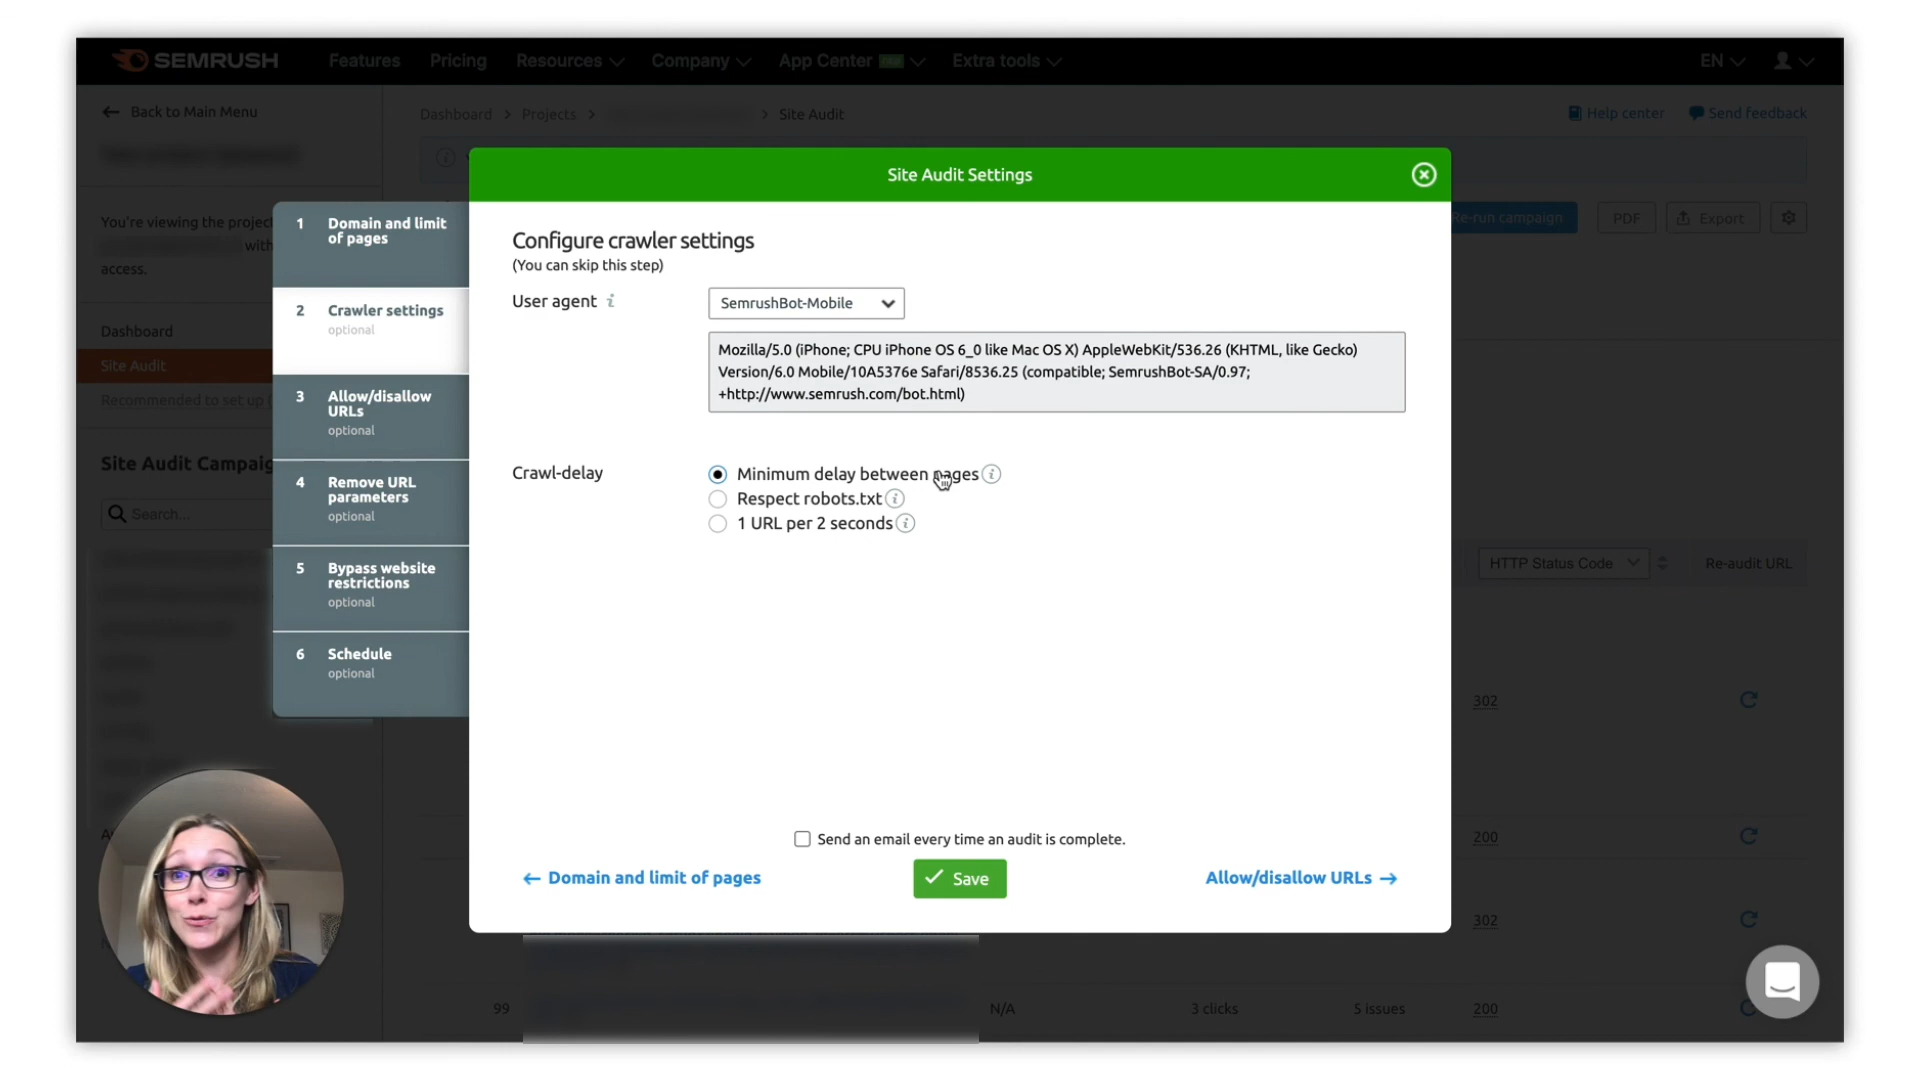 SEMRUSH
Features
Pricing
Resources
Company
App Center
Extra tools
EN
Back to Main Menu
Dashboard > Projects >
> Site Audit
Help center
Send feedback
You're viewing the project
with
access.
Dashboard
Site Audit
Recommended to set up (
Site Audit Campaig
Search...
Site Audit Settings
1 Domain and limit
of pages
2 Crawler settings
optional
3 Allow/disallow
URLs
optional
4 Remove URL
parameters
optional
5 Bypass website
restrictions
optional
6 Schedule
optional
Configure crawler settings
(You can skip this step)
User agent i
SemrushBot-Mobile
Mozilla/5.0 (iPhone; CPU iPhone OS 6_0 like Mac OS X) AppleWebKit/536.26 (KHTML, like Gecko)
Version/6.0 Mobile/10A5376e Safari/8536.25 (compatible; SemrushBot-SA/0.97;
+http://www.semrush.com/bot.html)
Crawl-delay
Minimum delay between pages i
Respect robots.txt i
1 URL per 2 seconds i
Send an email every time an audit is complete.
← Domain and limit of pages
Save
Allow/disallow URLs →
Re-run campaign
PDF
Export
HTTP Status Code
Re-audit URL
302
200
302
99
N/A
3 clicks
5 issues
200